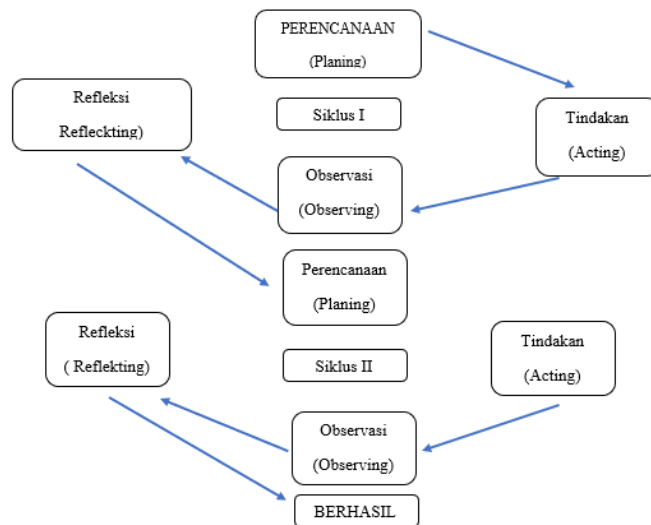 PERENCANAAN
(Planing)
Refleksi
Refleckting)
Siklus I
Tindakan
(Acting)
Observasi
(Observing)
Perencanaan
(Planing)
Refleksi
( Reflekting)
Siklus II
Tindakan
(Acting)
Observasi
(Observing)
BERHASIL